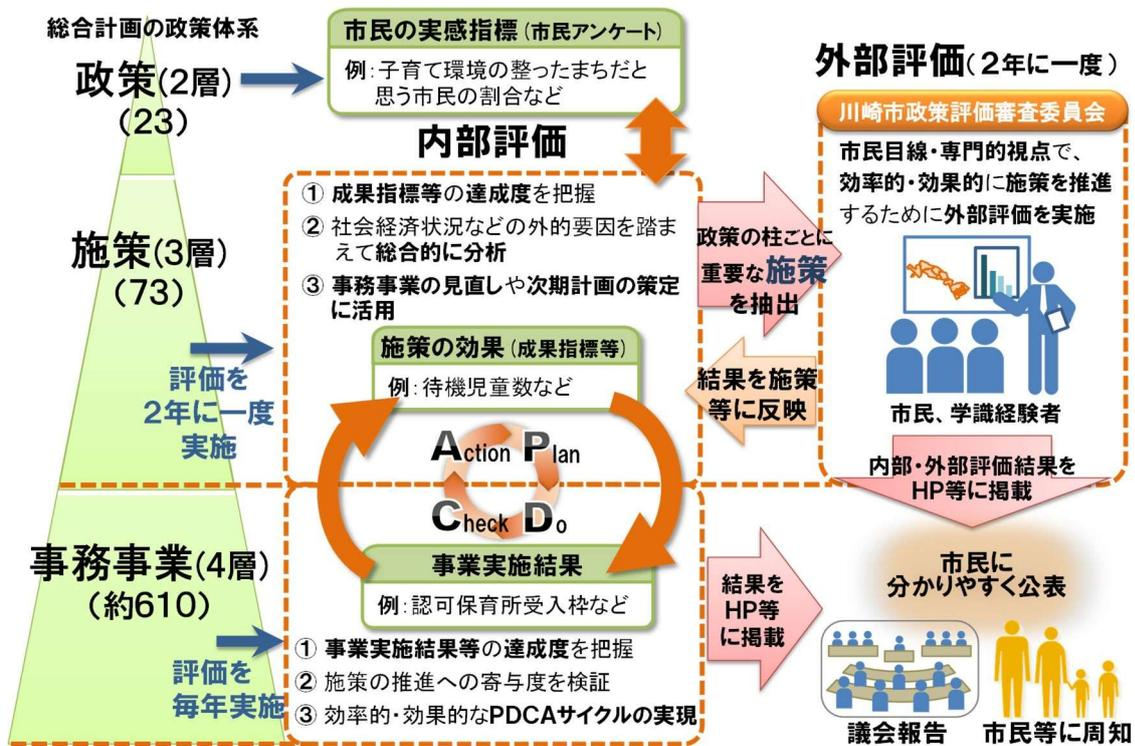 総合計画の政策体系
政策(2層)
(23)
市民の実感指標(市民アンケート)
例:子育て環境の整ったまちだと
思う市民の割合など
内部評価
施策(3層)
(73)
評価を
2年に一度
実施
① 成果指標等の達成度を把握
② 社会経済状況などの外的要因を踏ま
えて総合的に分析
③ 事務事業の見直しや次期計画の策定
に活用
施策の効果(成果指標等)
例:待機児童数など
Action Plan
Check Do
事務事業(4層)
(約610)
評価を
毎年実施
事業実施結果
例:認可保育所受入枠など
① 事業実施結果等の達成度を把握
② 施策の推進への寄与度を検証
③ 効率的・効果的なPDCAサイクルの実現
政策の柱ごとに
重要な施策
を抽出
結果を施策
等に反映
外部評価(2年に一度)
川崎市政策評価審査委員会
市民目線・専門的視点で、
効率的・効果的に施策を推進
するために外部評価を実施
市民、学識経験者
内部・外部評価結果を
HP等に掲載
結果を
HP等
に掲載
市民に
分かりやすく公表
議会報告
市民等に周知